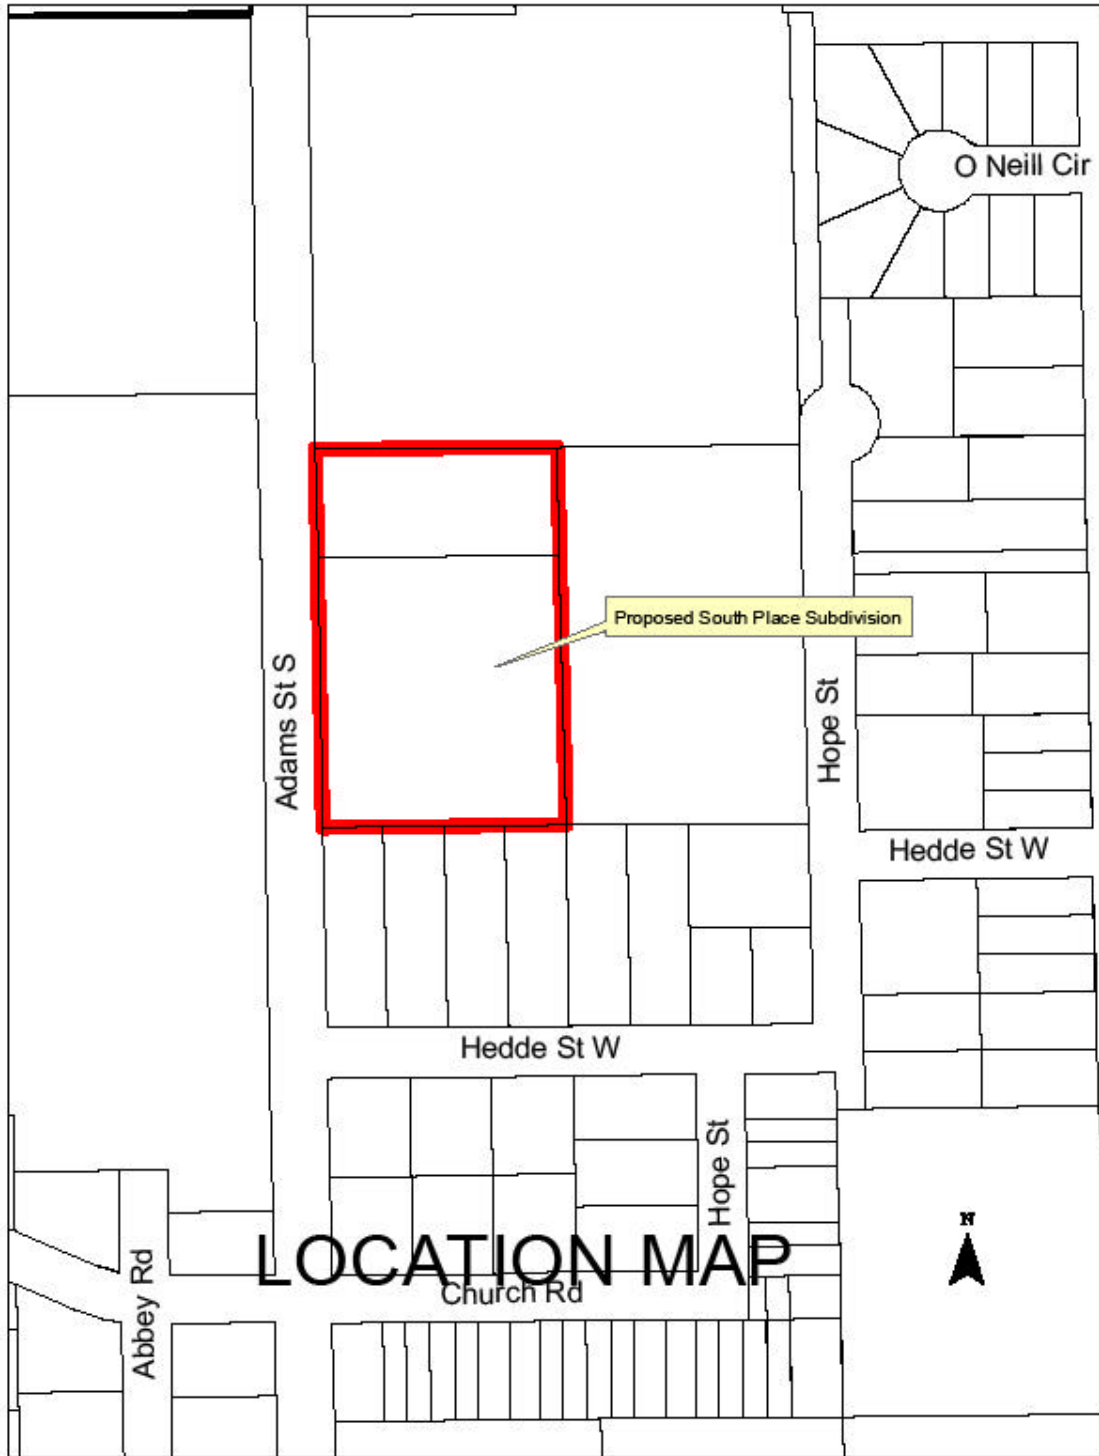 O Neill Cir
Proposed South Place Subdivision
Adams St S
Hope St
Hedde St W
Hedde St W
Hope St
N
LOCATION MAP
Church Rd
Abbey Rd